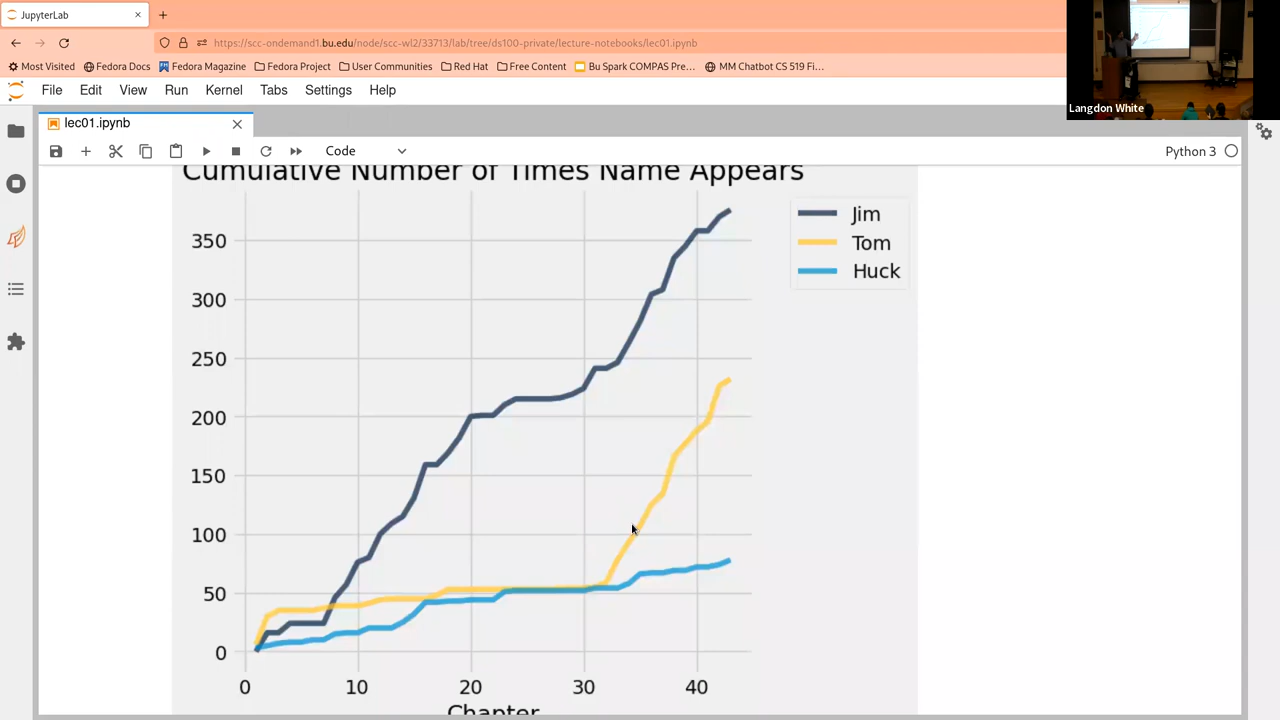 JupyterLab
https://scc-ondemand1.bu.edu/node/scc-wl2/33713/lab/tree/ds100-private/lecture-notebooks/lec01.ipynb
Most Visited Fedora Docs Fedora Magazine Fedora Project User Communities Red Hat Free Content Bu Spark COMPAS Pre... MM Chatbot CS 519 Fi...
Langdon White
File Edit View Run Kernel Tabs Settings Help
lec01.ipynb
Code
Python 3
Cumulative Number of Times Name Appears
Jim
Tom
Huck
350
300
250
200
150
100
50
0
0 10 20 30 40
Chapter